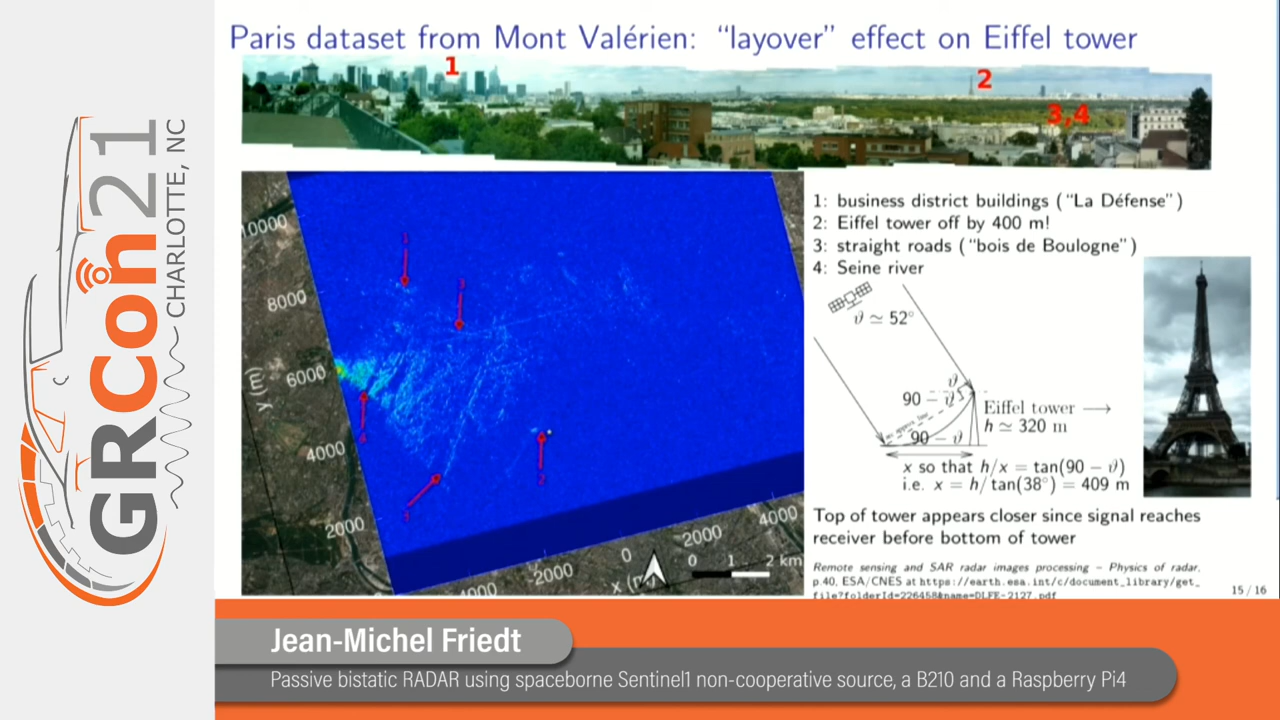 GRCon21
CHARLOTTE, NC
Paris dataset from Mont Valérien: “layover” effect on Eiffel tower
1
2
3,4
1: business district buildings (“La Défense”)
2: Eiffel tower off by 400 m!
3: straight roads (“bois de Boulogne”)
4: Seine river
10000
8000
6000
4000
2000
y (m)
1
3
4
2
3
-2000
0
2000
4000
0 1 2 km
ϑ ≃ 52°
ϑ
90 − ϑ
90 − ϑ
Eiffel tower →
h ≃ 320 m
x so that h/x = tan(90 − ϑ)
i.e. x = h/tan(38°) = 409 m
Top of tower appears closer since signal reaches
receiver before bottom of tower
Remote sensing and SAR radar images processing – Physics of radar,
p.40, ESA/CNES at https://earth.esa.int/c/document_library/get_
file?folderId=226458&name=DLFE-2127.pdf
15 / 16
Jean-Michel Friedt
Passive bistatic RADAR using spaceborne Sentinel1 non-cooperative source, a B210 and a Raspberry Pi4